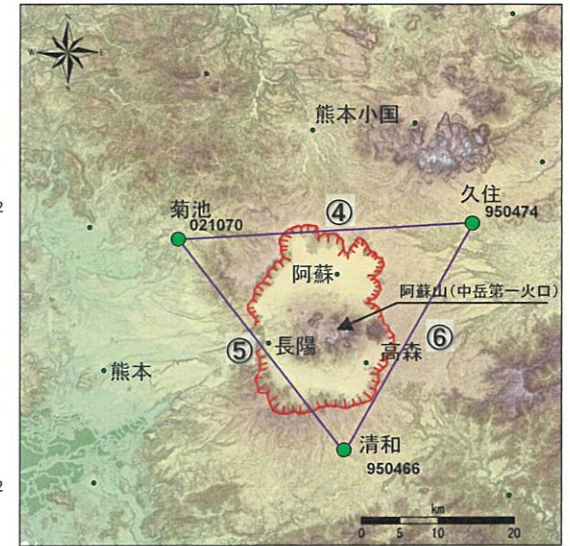 N
W
E
S
熊本小国
久住
950474
菊池
021070
④
2
阿蘇
阿蘇山(中岳第一火口)
⑤
長陽
高森
⑥
熊本
清和
950466
2
km
0 5 10 20